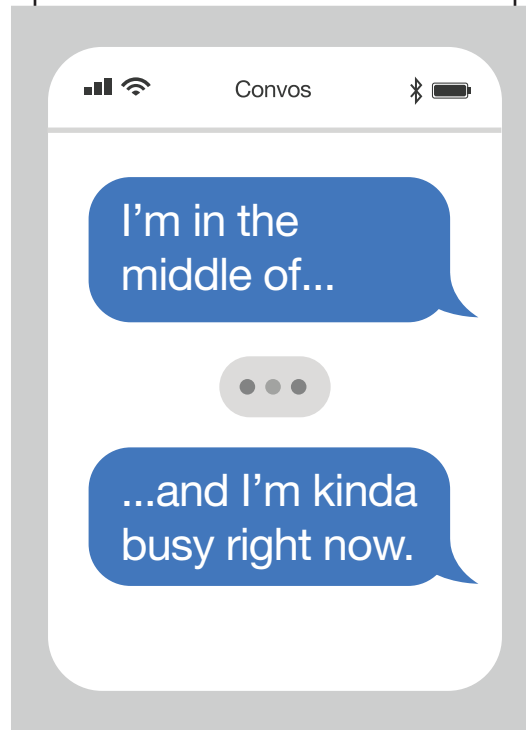 Convos
I’m in the
middle of...
...and I’m kinda
busy right now.